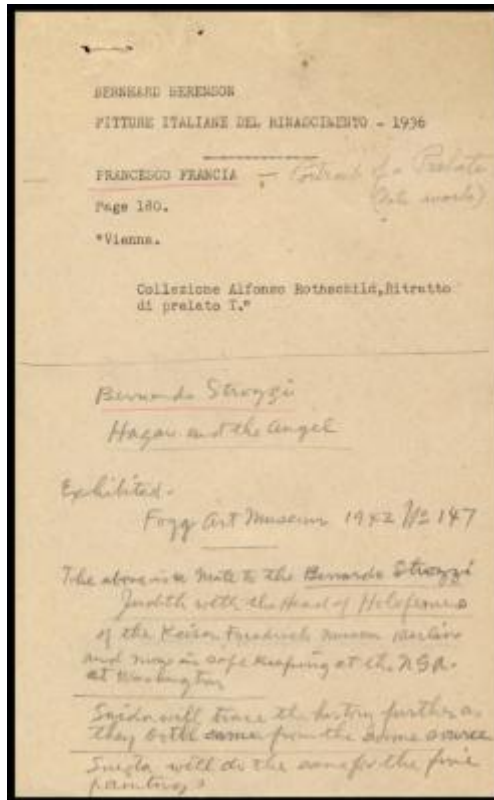 BERNHARD BERENSON
PITTURE ITALIANE DEL RINASCIMENTO - 1936
FRANCESCO FRANCIA — Portrait of a Prelate
(late work)
Page 180.
"Vienna.
Collezione Alfonso Rothschild, Ritratto
di prelato T."
Bernardo Strozzi
Hagar and the Angel
Exhibited -
Fogg Art Museum 1942 No 147
The above is a mate to the Bernardo Strozzi
Judith with the Head of Holofernes
of the Kaiser Friedrich Museum Berlin
and now in safe keeping at the NGA
at Washington
Suida will trace the history further as
they both came from the same source
Suida will do the same for the five
paintings